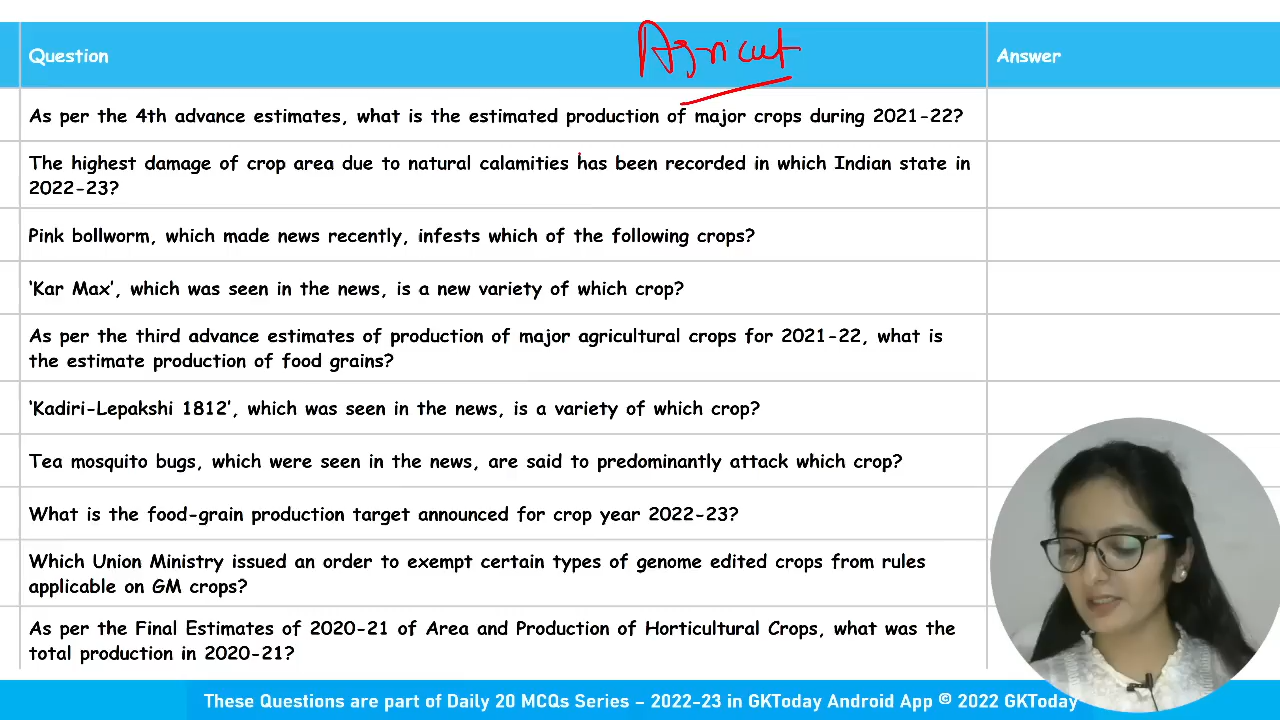 Agricut
Question
Answer
As per the 4th advance estimates, what is the estimated production of major crops during 2021-22?
The highest damage of crop area due to natural calamities has been recorded in which Indian state in
2022-23?
Pink bollworm, which made news recently, infests which of the following crops?
‘Kar Max’, which was seen in the news, is a new variety of which crop?
As per the third advance estimates of production of major agricultural crops for 2021-22, what is
the estimate production of food grains?
‘Kadiri-Lepakshi 1812’, which was seen in the news, is a variety of which crop?
Tea mosquito bugs, which were seen in the news, are said to predominantly attack which crop?
What is the food-grain production target announced for crop year 2022-23?
Which Union Ministry issued an order to exempt certain types of genome edited crops from rules
applicable on GM crops?
As per the Final Estimates of 2020-21 of Area and Production of Horticultural Crops, what was the
total production in 2020-21?
These Questions are part of Daily 20 MCQs Series – 2022-23 in GKToday Android App © 2022 GKToday